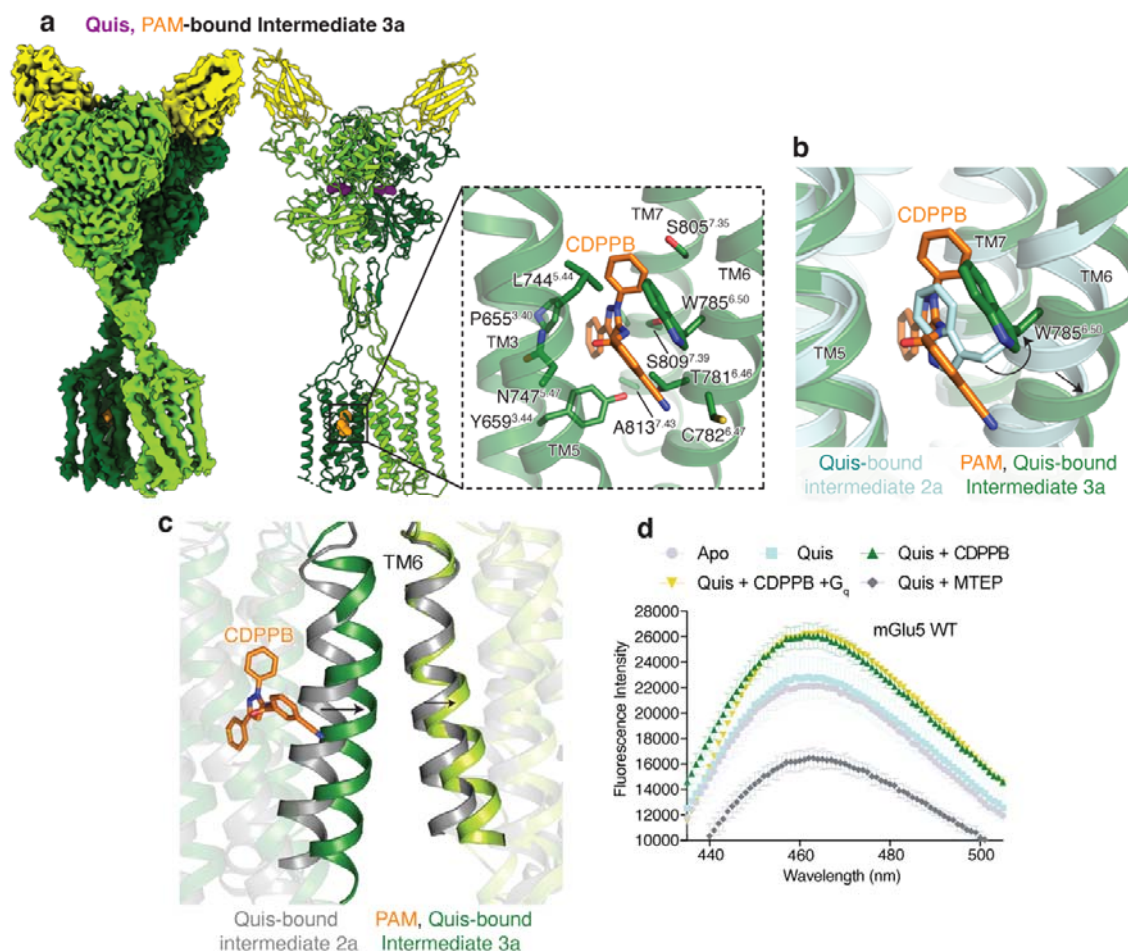 a Quis, PAM-bound Intermediate 3a
CDPPB
TM7
S805^7.35
TM6
L744^5.44
W785^6.50
P655^3.40
TM3
S809^7.39
T781^6.46
N747^5.47
Y659^3.44
A813^7.43
C782^6.47
TM5
b
CDPPB
TM7
TM6
W785^6.50
TM5
Quis-bound
intermediate 2a
PAM, Quis-bound
Intermediate 3a
c
TM6
CDPPB
Quis-bound
intermediate 2a
PAM, Quis-bound
Intermediate 3a
d
Apo Quis Quis + CDPPB
Quis + CDPPB +Gq Quis + MTEP
mGlu5 WT
28000
26000
24000
22000
20000
18000
16000
14000
12000
10000
Fluorescence Intensity
440 460 480 500
Wavelength (nm)